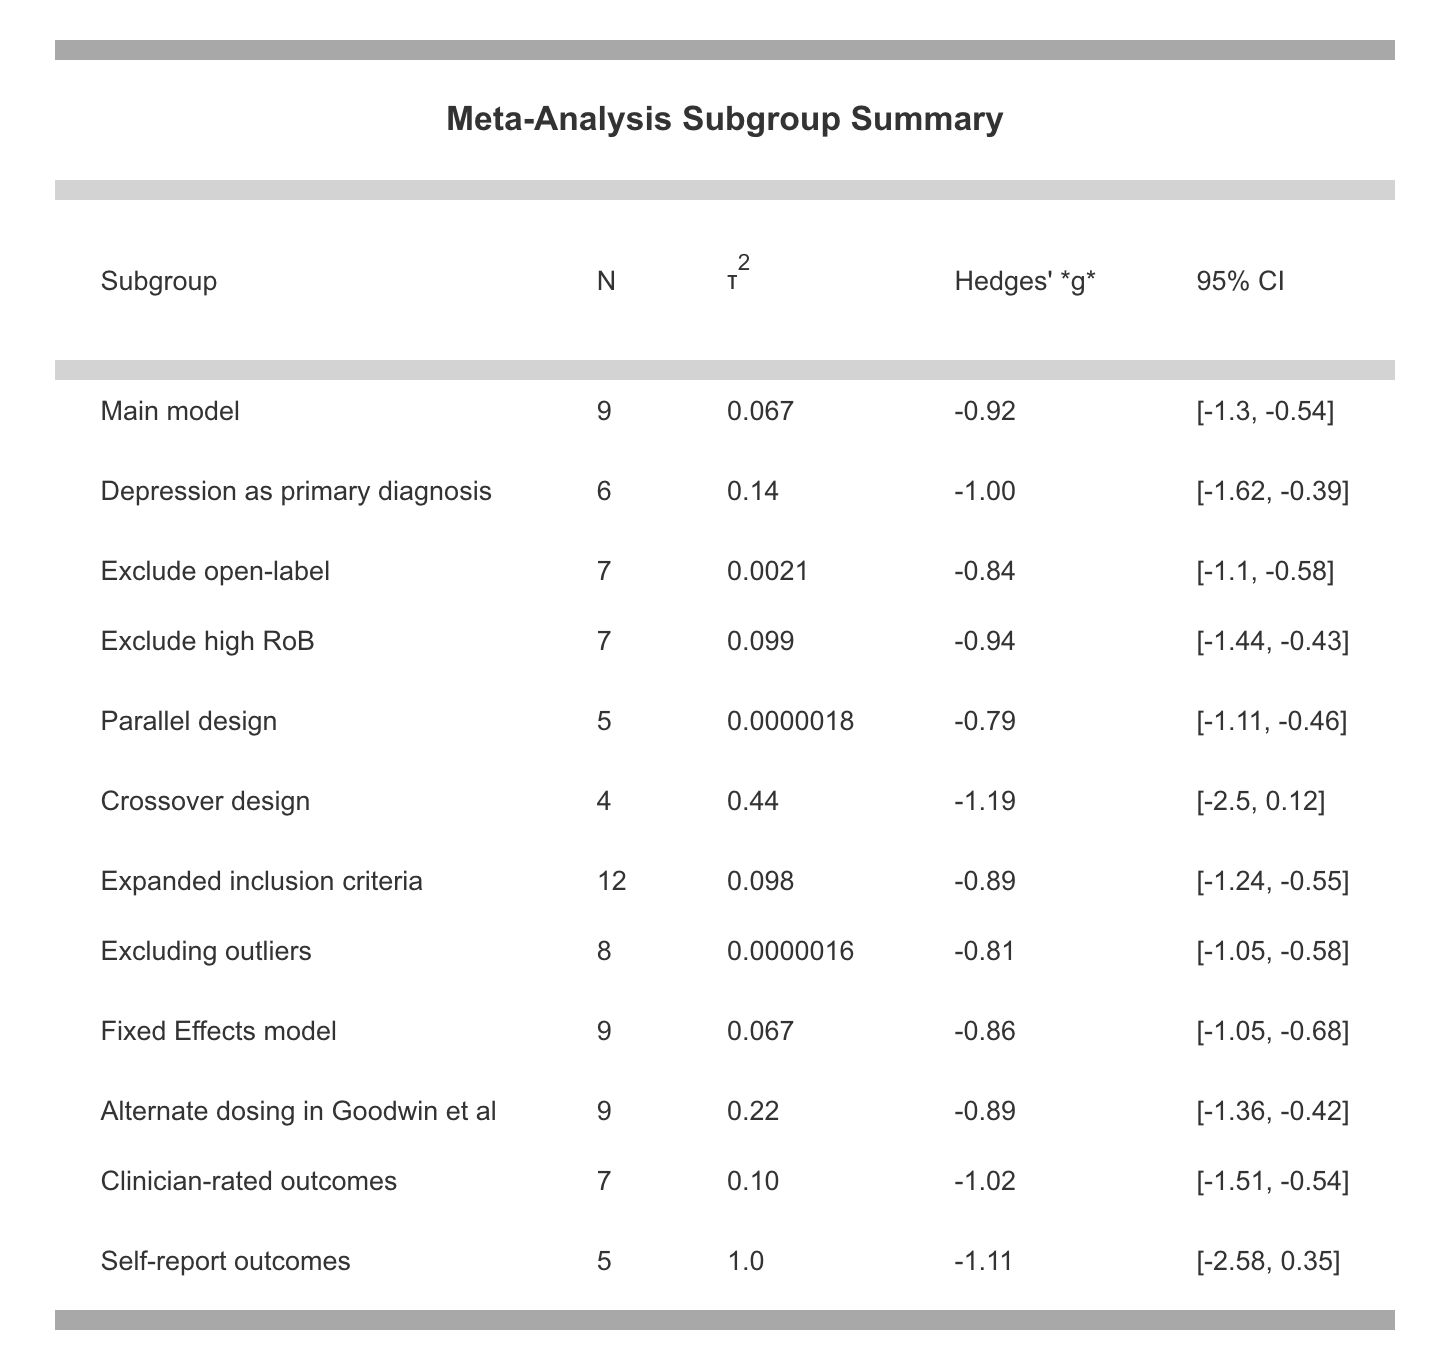 Meta-Analysis Subgroup Summary
Subgroup N τ² Hedges' *g* 95% CI
Main model 9 0.067 -0.92 [-1.3, -0.54]
Depression as primary diagnosis 6 0.14 -1.00 [-1.62, -0.39]
Exclude open-label 7 0.0021 -0.84 [-1.1, -0.58]
Exclude high RoB 7 0.099 -0.94 [-1.44, -0.43]
Parallel design 5 0.0000018 -0.79 [-1.11, -0.46]
Crossover design 4 0.44 -1.19 [-2.5, 0.12]
Expanded inclusion criteria 12 0.098 -0.89 [-1.24, -0.55]
Excluding outliers 8 0.0000016 -0.81 [-1.05, -0.58]
Fixed Effects model 9 0.067 -0.86 [-1.05, -0.68]
Alternate dosing in Goodwin et al 9 0.22 -0.89 [-1.36, -0.42]
Clinician-rated outcomes 7 0.10 -1.02 [-1.51, -0.54]
Self-report outcomes 5 1.0 -1.11 [-2.58, 0.35]